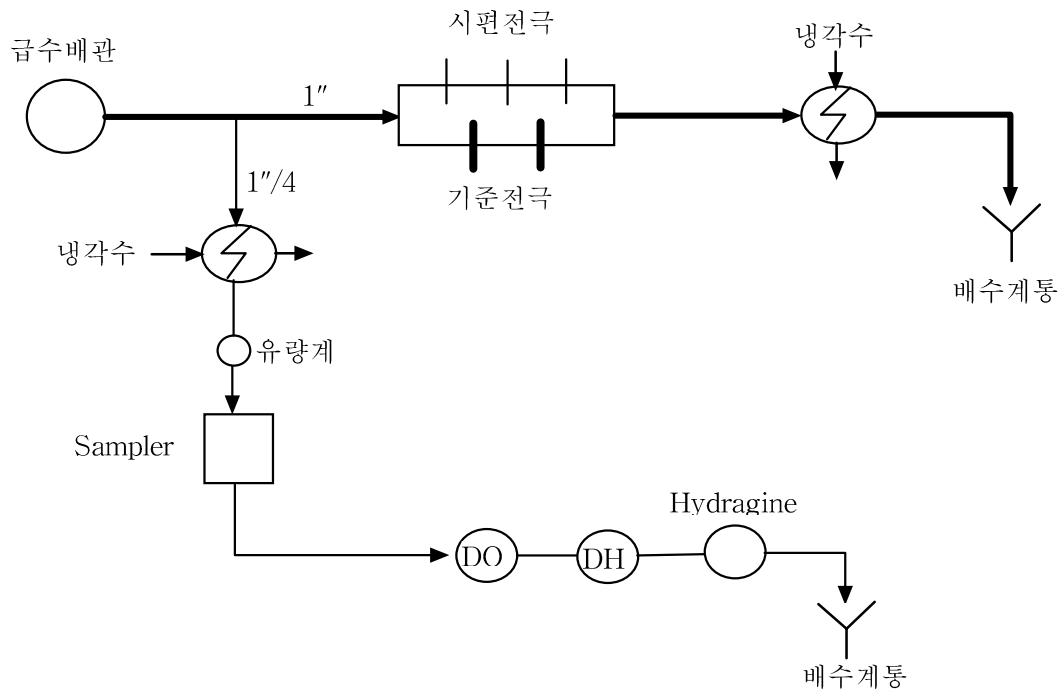 시편전극
급수배관
냉각수
1″
1″/4
기준전극
냉각수
배수계통
유량계
Sampler
Hydragine
DO
DH
배수계통